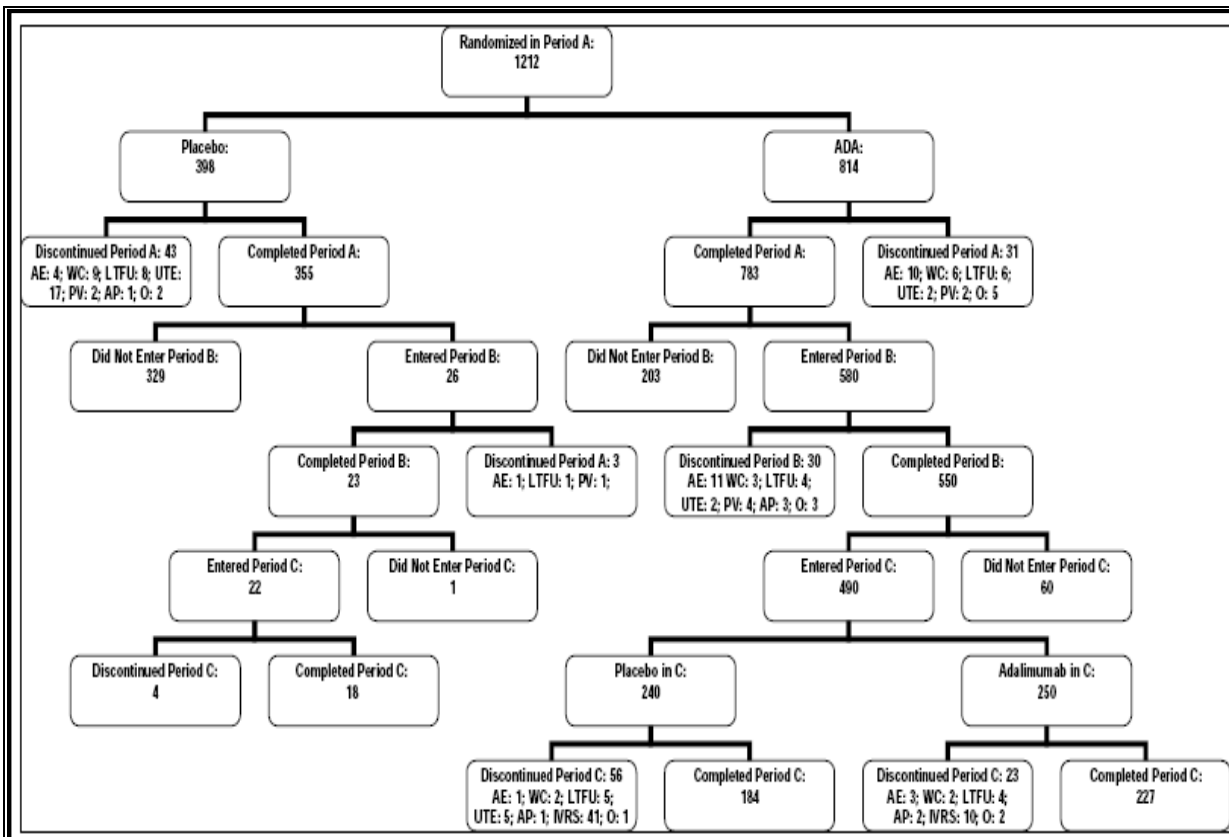 Randomized in Period A:
1212
Placebo:
398
ADA:
814
Discontinued Period A: 43
AE: 4; WC: 9; LTFU: 8; UTE:
17; PV: 2; AP: 1; O: 2
Completed Period A:
355
Completed Period A:
783
Discontinued Period A: 31
AE: 10; WC: 6; LTFU: 6;
UTE: 2; PV: 2; O: 5
Did Not Enter Period B:
329
Entered Period B:
26
Did Not Enter Period B:
203
Entered Period B:
580
Completed Period B:
23
Discontinued Period A: 3
AE: 1; LTFU: 1; PV: 1;
Discontinued Period B: 30
AE: 11 WC: 3; LTFU: 4;
UTE: 2; PV: 4; AP: 3; O: 3
Completed Period B:
550
Entered Period C:
22
Did Not Enter Period C:
1
Entered Period C:
490
Did Not Enter Period C:
60
Discontinued Period C:
4
Completed Period C:
18
Placebo in C:
240
Adalimumab in C:
250
Discontinued Period C: 56
AE: 1; WC: 2; LTFU: 5;
UTE: 5; AP: 1; IVRS: 41; O: 1
Completed Period C:
184
Discontinued Period C: 23
AE: 3; WC: 2; LTFU: 4;
AP: 2; IVRS: 10; O: 2
Completed Period C:
227